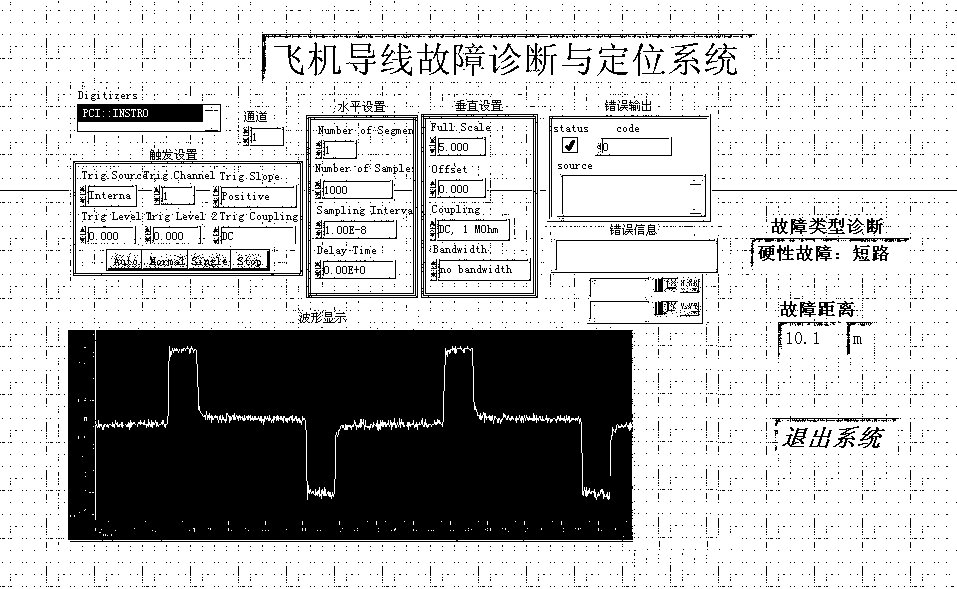 飞机导线故障诊断与定位系统
Digitizers
PCI::INSTR0
通道
1
触发设置
Trig Source Trig Channel Trig Slope
Interna 1 Positive
Trig Level 1 Trig Level 2 Trig Coupling
0.000 0.000 DC
Auto Normal Single Stop
水平设置
Number of Segmen
1
Number of Sample
1000
Sampling Interva
1.00E-8
Delay Time
0.00E+0
垂直设置
Full Scale
5.000
Offset
0.000
Coupling
DC, 1 MOhm
Bandwidth
no bandwidth
错误输出
status code
0
source
错误信息
故障类型诊断
硬性故障：短路
故障距离
10.1 m
波形显示
退出系统